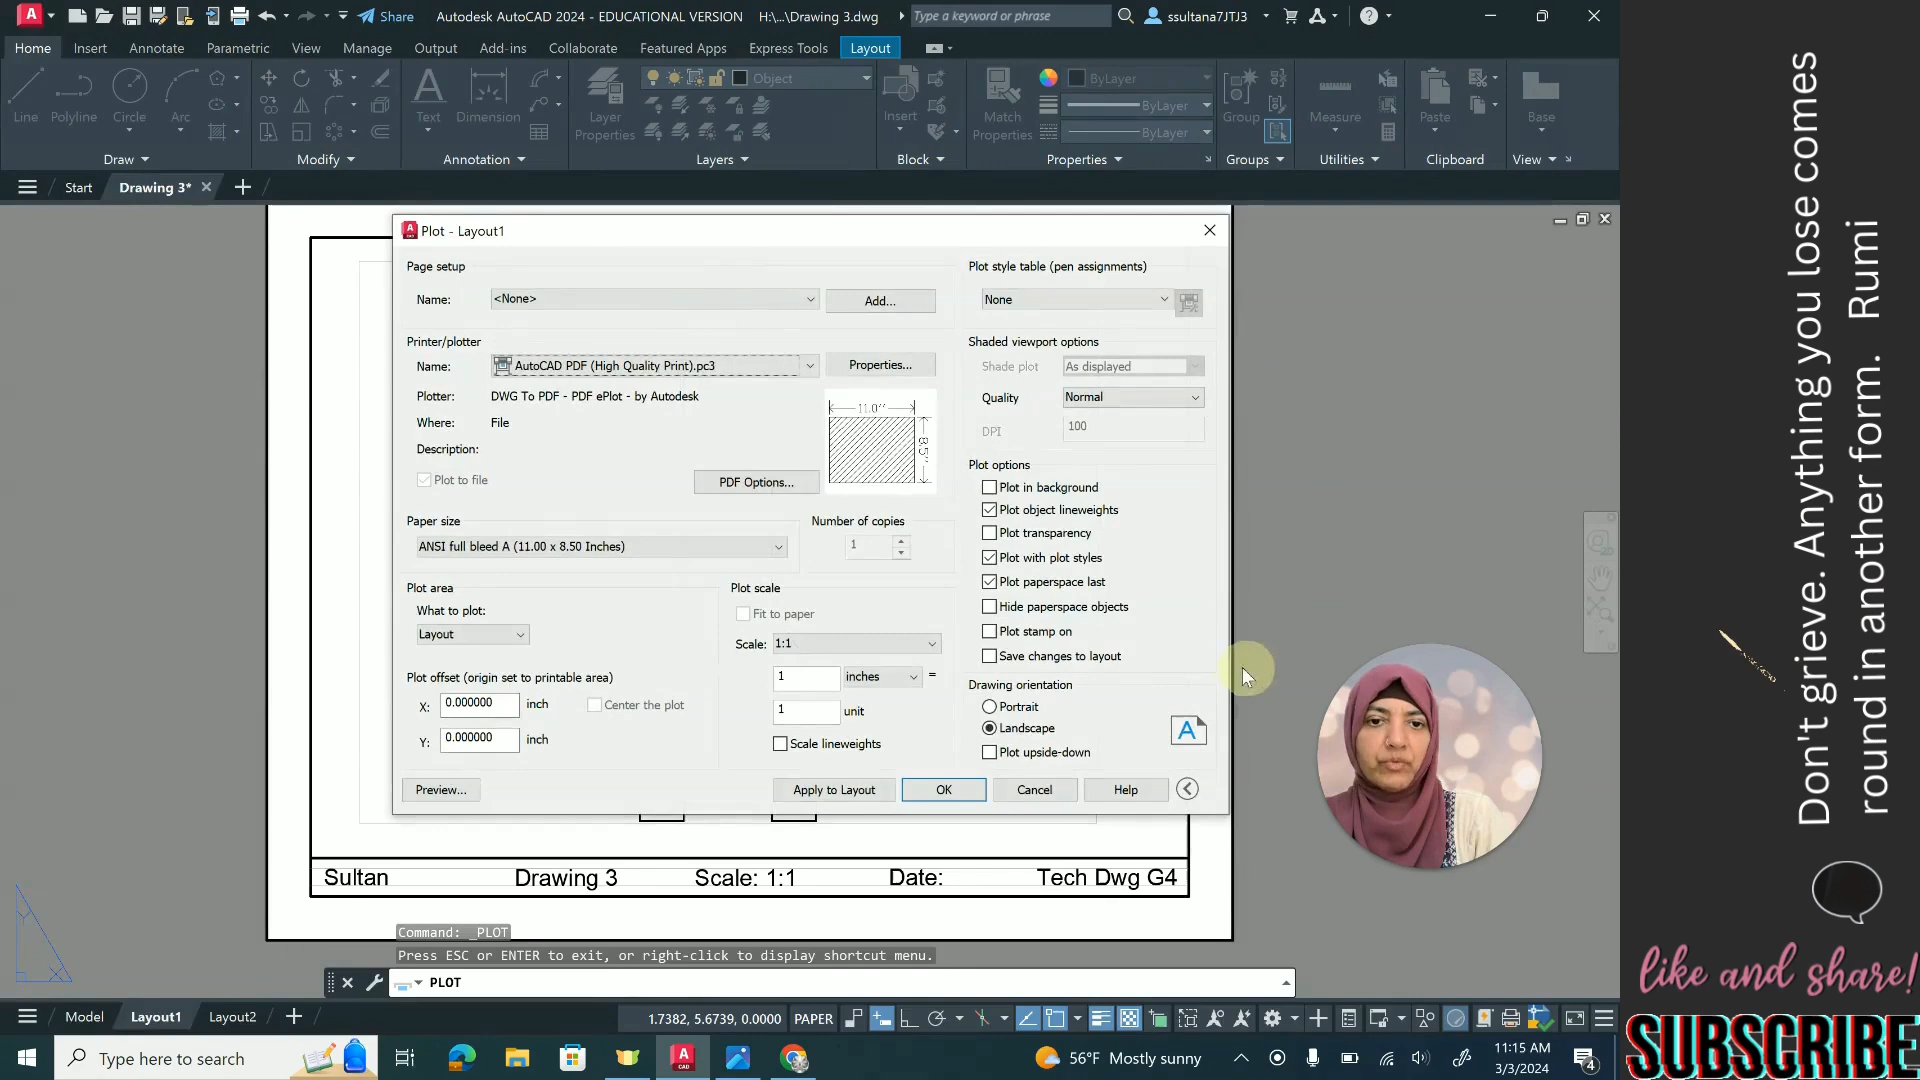 Share
Autodesk AutoCAD 2024 - EDUCATIONAL VERSION
H:\...\Drawing 3.dwg
Type a keyword or phrase
ssultana7JTJ3
Home
Insert
Annotate
Parametric
View
Manage
Output
Add-ins
Collaborate
Featured Apps
Express Tools
Layout
Line
Polyline
Circle
Arc
Text
Dimension
Layer
Properties
Object
Insert
Match
Properties
ByLayer
ByLayer
ByLayer
Group
Measure
Paste
Base
Draw
Modify
Annotation
Layers
Block
Properties
Groups
Utilities
Clipboard
View
Start
Drawing 3*
Plot - Layout1
Page setup
Name:
<None>
Add...
Printer/plotter
Name:
AutoCAD PDF (High Quality Print).pc3
Properties...
Plotter:
DWG To PDF - PDF ePlot - by Autodesk
Where:
File
Description:
Plot to file
PDF Options...
11.0''
8.5''
Paper size
ANSI full bleed A (11.00 x 8.50 Inches)
Number of copies
1
Plot area
What to plot:
Layout
Plot scale
Fit to paper
Scale:
1:1
1
inches
=
1
unit
Scale lineweights
Plot offset (origin set to printable area)
X:
0.000000
inch
Center the plot
Y:
0.000000
inch
Plot style table (pen assignments)
None
Shaded viewport options
Shade plot
As displayed
Quality
Normal
DPI
100
Plot options
Plot in background
Plot object lineweights
Plot transparency
Plot with plot styles
Plot paperspace last
Hide paperspace objects
Plot stamp on
Save changes to layout
Drawing orientation
Portrait
Landscape
Plot upside-down
A
Preview...
Apply to Layout
OK
Cancel
Help
Sultan
Drawing 3
Scale: 1:1
Date:
Tech Dwg G4
Command: _PLOT
Press ESC or ENTER to exit, or right-click to display shortcut menu.
PLOT
Model
Layout1
Layout2
1.7382, 5.6739, 0.0000
PAPER
Type here to search
56°F Mostly sunny
11:15 AM
3/3/2024
4
Don't grieve. Anything you lose comes
round in another form. Rumi
like and share!
SUBSCRIBE